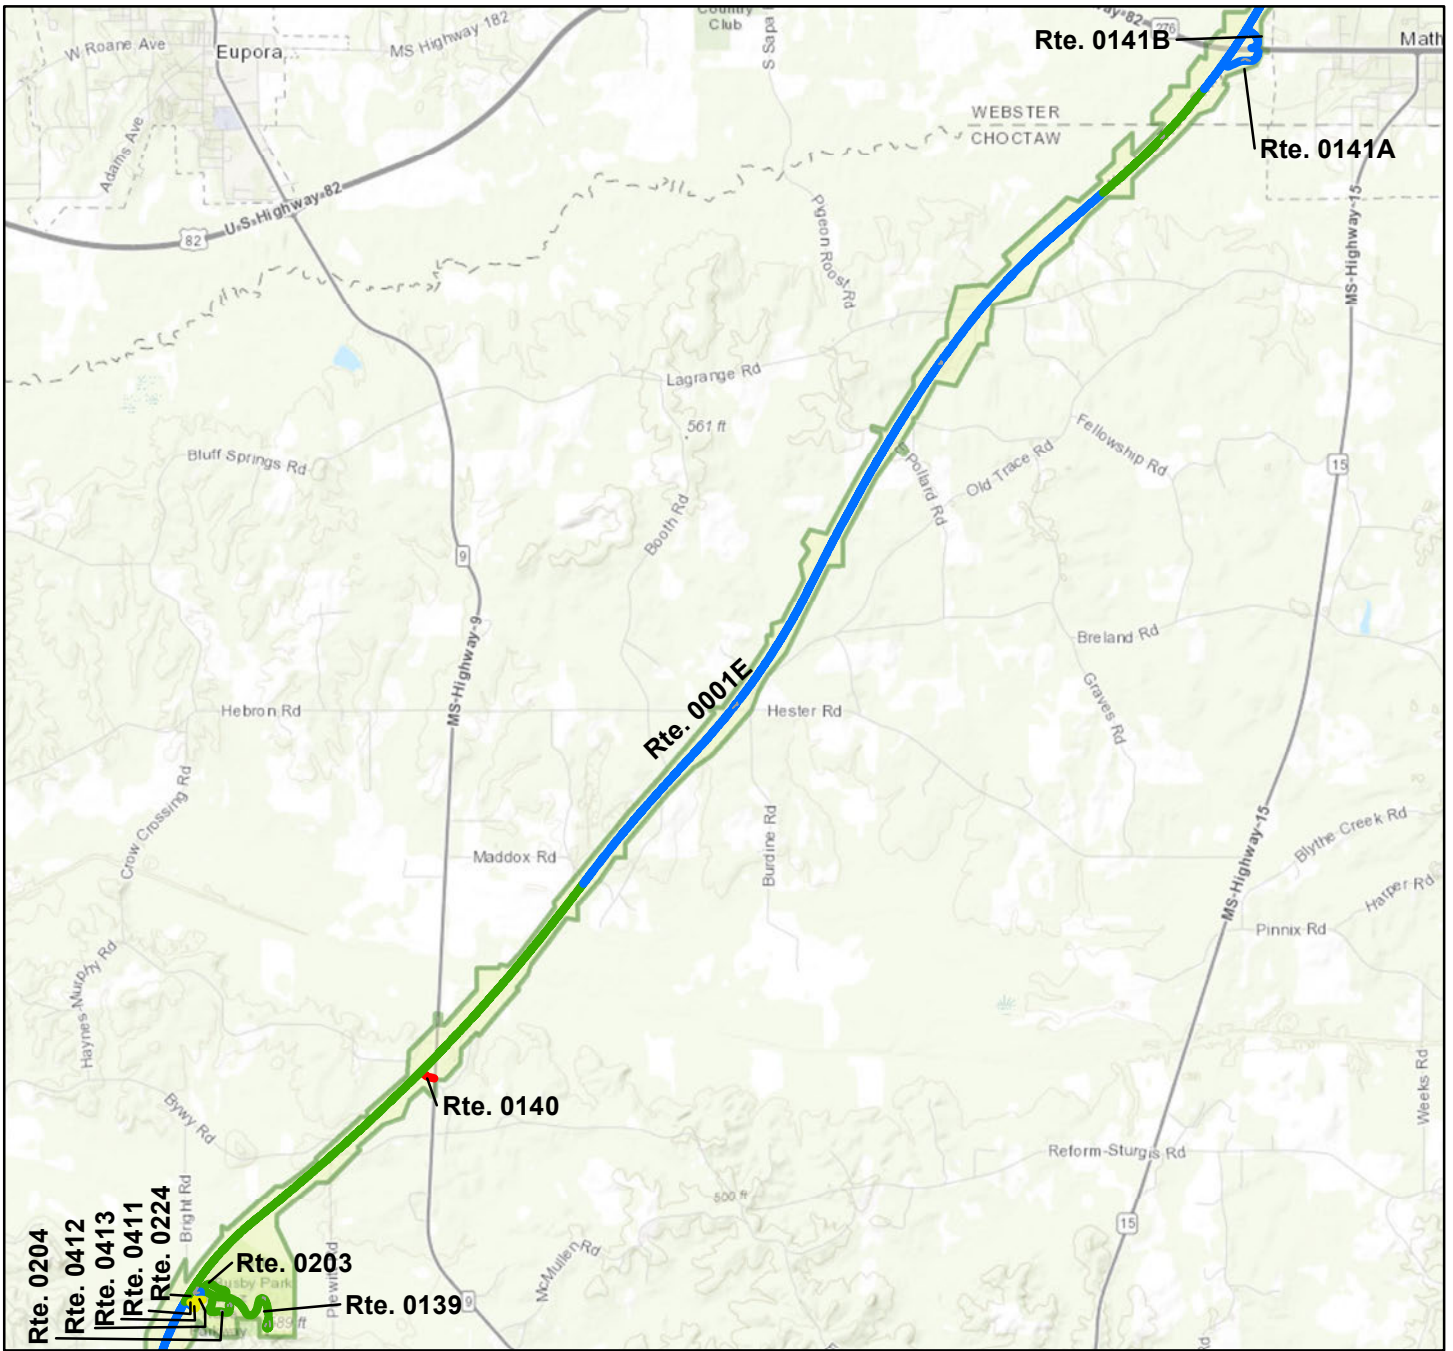 Country
Club
W Roane Ave
Eupora
MS Highway 182
S Sapa
276
Rte. 0141B
Math
WEBSTER
CHOCTAW
Rte. 0141A
Adams Ave
U.S. Highway 82
82
Pigeon Roost Rd
MS-Highway-15
Lagrange Rd
561 ft
Fellowship Rd
Old Trace Rd
Pollard Rd
Bluff Springs Rd
15
Booth Rd
9
MS-Highway-9
Breland Rd
Graves Rd
Rte. 0001E
Hebron Rd
Hester Rd
Crow Crossing Rd
Burdine Rd
Maddox Rd
MS-Highway-15
Blythe Creek Rd
Harper Rd
Pinnix Rd
Haynes-Murphy Rd
Weeks Rd
Rte. 0140
Bywy Rd
Reform-Sturgis Rd
500 ft
15
Bright Rd
McMullen Rd
9
Rte. 0204
Rte. 0412
Rte. 0413
Rte. 0411
Rte. 0224
Rte. 0203
Rte. 0139
Rd